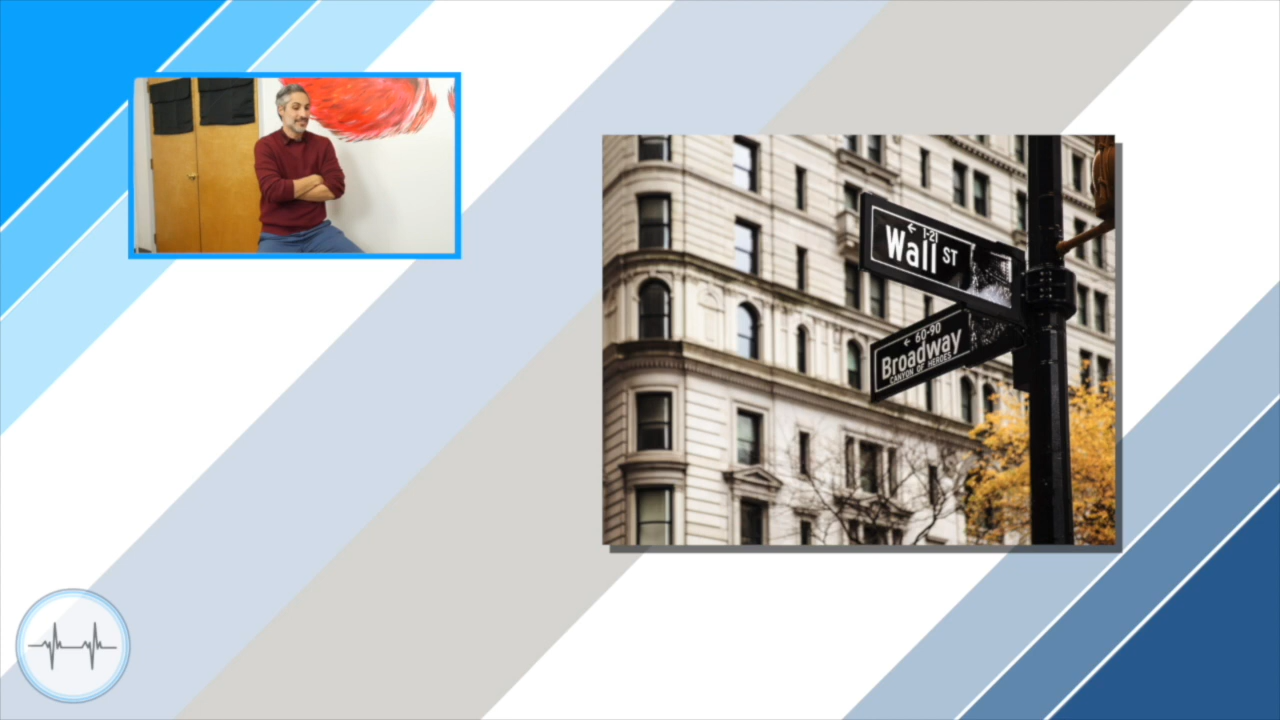 ← 1-21
Wall ST
← 60-90
Broadway
CANYON OF HEROES